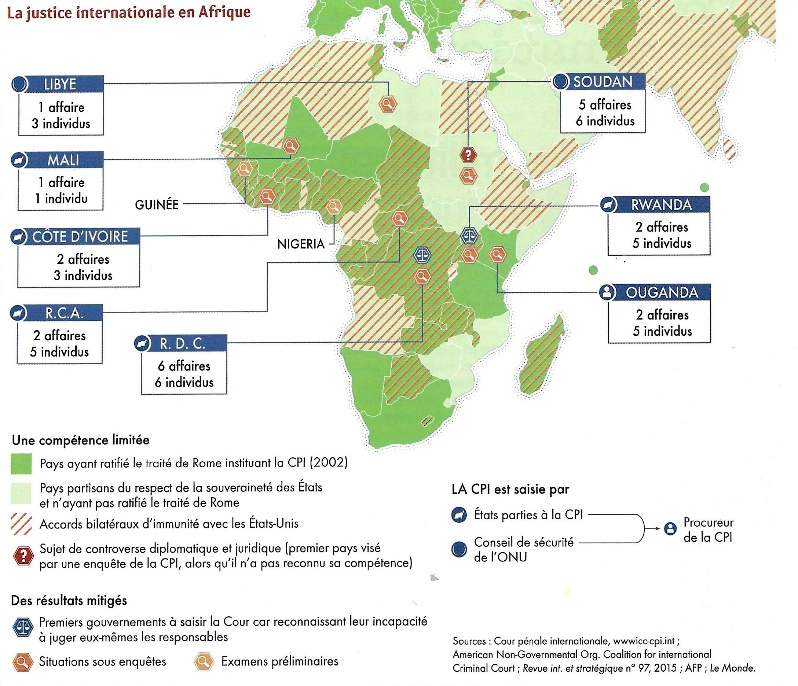 La justice internationale en Afrique
LIBYE
1 affaire
3 individus
SOUDAN
5 affaires
6 individus
MALI
1 affaire
1 individu
GUINÉE
CÔTE D'IVOIRE
2 affaires
3 individus
NIGERIA
RWANDA
2 affaires
5 individus
R.C.A.
2 affaires
5 individus
OUGANDA
2 affaires
5 individus
R. D. C.
6 affaires
6 individus
Une compétence limitée
Pays ayant ratifié le traité de Rome instituant la CPI (2002)
Pays partisans du respect de la souveraineté des États
et n'ayant pas ratifié le traité de Rome
Accords bilatéraux d'immunité avec les États-Unis
? Sujet de controverse diplomatique et juridique (premier pays visé
par une enquête de la CPI, alors qu'il n'a pas reconnu sa compétence)
Des résultats mitigés
Premiers gouvernements à saisir la Cour car reconnaissant leur incapacité
à juger eux-mêmes les responsables
Situations sous enquêtes
Examens préliminaires
LA CPI est saisie par
États parties à la CPI
Conseil de sécurité
de l'ONU
Procureur
de la CPI
Sources : Cour pénale internationale, wwwicc-cpi.int ;
American Non-Governmental Org. Coalition for international
Criminal Court ; Revue int. et stratégique n° 97, 2015 ; AFP ; Le Monde.